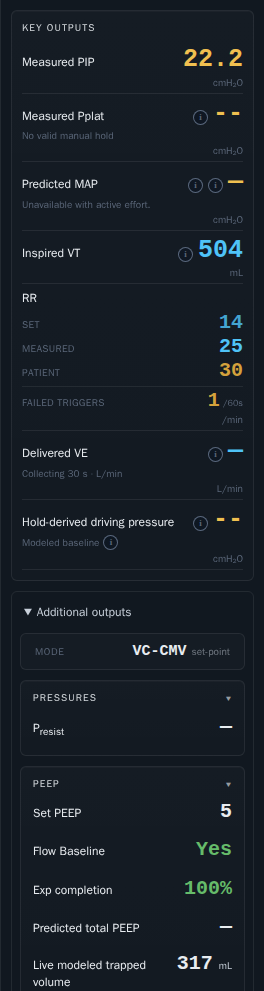 KEY OUTPUTS
Measured PIP 22.2
cmH₂O
Measured Pplat i --
No valid manual hold
cmH₂O
Predicted MAP i i —
Unavailable with active effort.
cmH₂O
Inspired VT i 504
mL
RR
SET 14
MEASURED 25
PATIENT 30
FAILED TRIGGERS 1 /60s
/min
Delivered VE i —
Collecting 30 s · L/min
L/min
Hold-derived driving pressure i --
Modeled baseline i
cmH₂O
▼ Additional outputs
MODE VC-CMV set-point
PRESSURES ▼
Presist —
PEEP ▼
Set PEEP 5
Flow Baseline Yes
Exp completion 100%
Predicted total PEEP —
Live modeled trapped 317 mL
volume